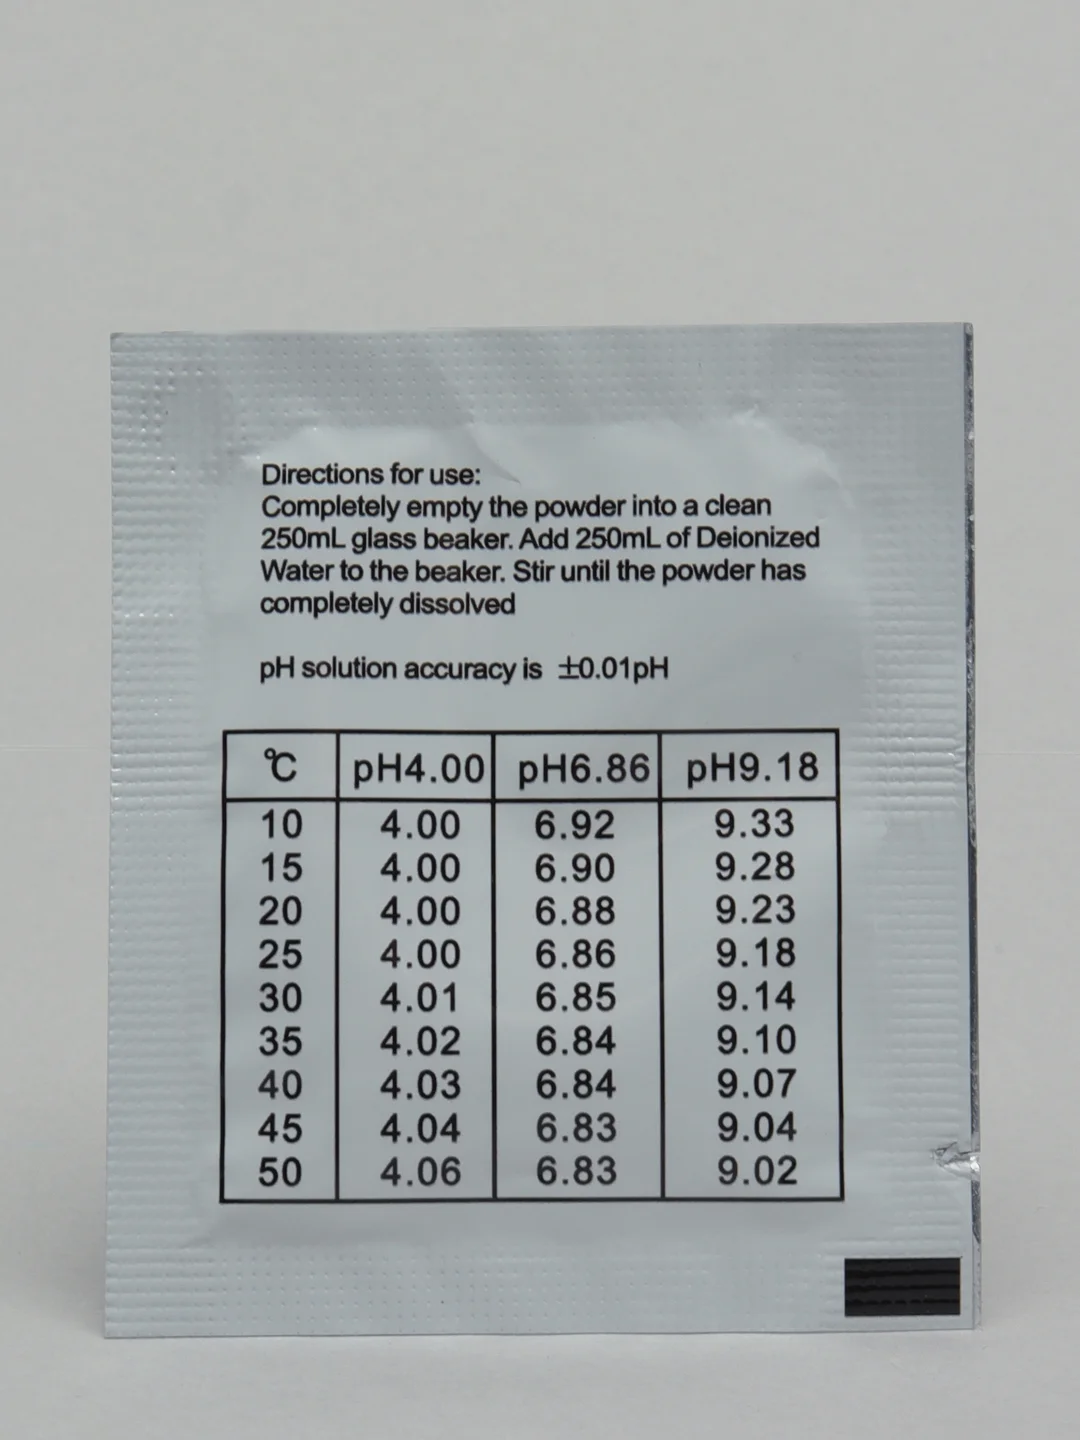 Directions for use:
Completely empty the powder into a clean
250mL glass beaker. Add 250mL of Deionized
Water to the beaker. Stir until the powder has
completely dissolved
pH solution accuracy is ±0.01pH
℃ pH4.00 pH6.86 pH9.18
10 4.00 6.92 9.33
15 4.00 6.90 9.28
20 4.00 6.88 9.23
25 4.00 6.86 9.18
30 4.01 6.85 9.14
35 4.02 6.84 9.10
40 4.03 6.84 9.07
45 4.04 6.83 9.04
50 4.06 6.83 9.02